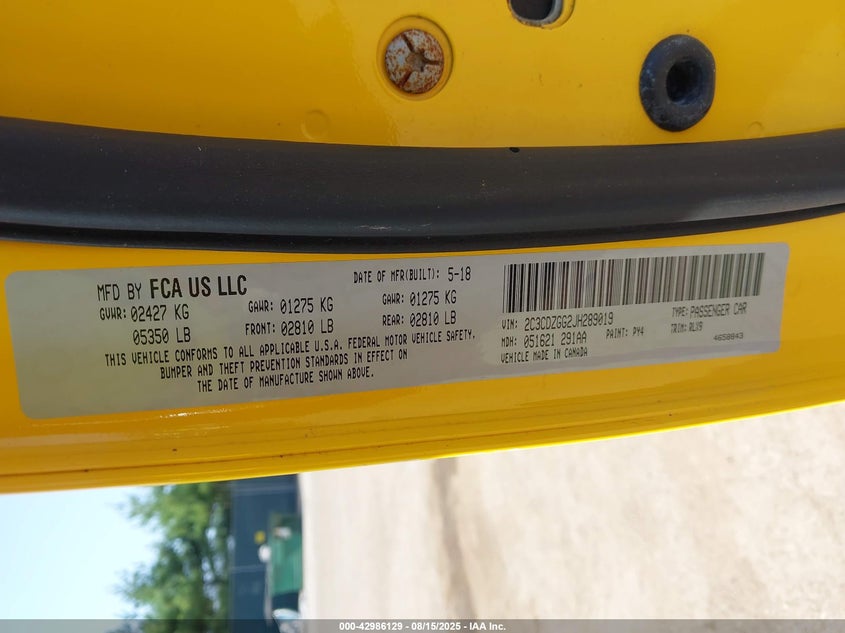 MFD BY FCA US LLC
DATE OF MFR(BUILT): 5-18
GVWR: 02427 KG
05350 LB
GAWR: 01275 KG
FRONT: 02810 LB
GAWR: 01275 KG
REAR: 02810 LB
THIS VEHICLE CONFORMS TO ALL APPLICABLE U.S.A. FEDERAL MOTOR VEHICLE SAFETY,
BUMPER AND THEFT PREVENTION STANDARDS IN EFFECT ON
THE DATE OF MANUFACTURE SHOWN ABOVE.
VIN: 2C3CDZGG2JH289019
TYPE: PASSENGER CAR
MDH: 051621 291AA
PAINT: PY4
TRIM: RLX9
VEHICLE MADE IN CANADA
4658843
000-42986129 - 08/15/2025 - IAA Inc.